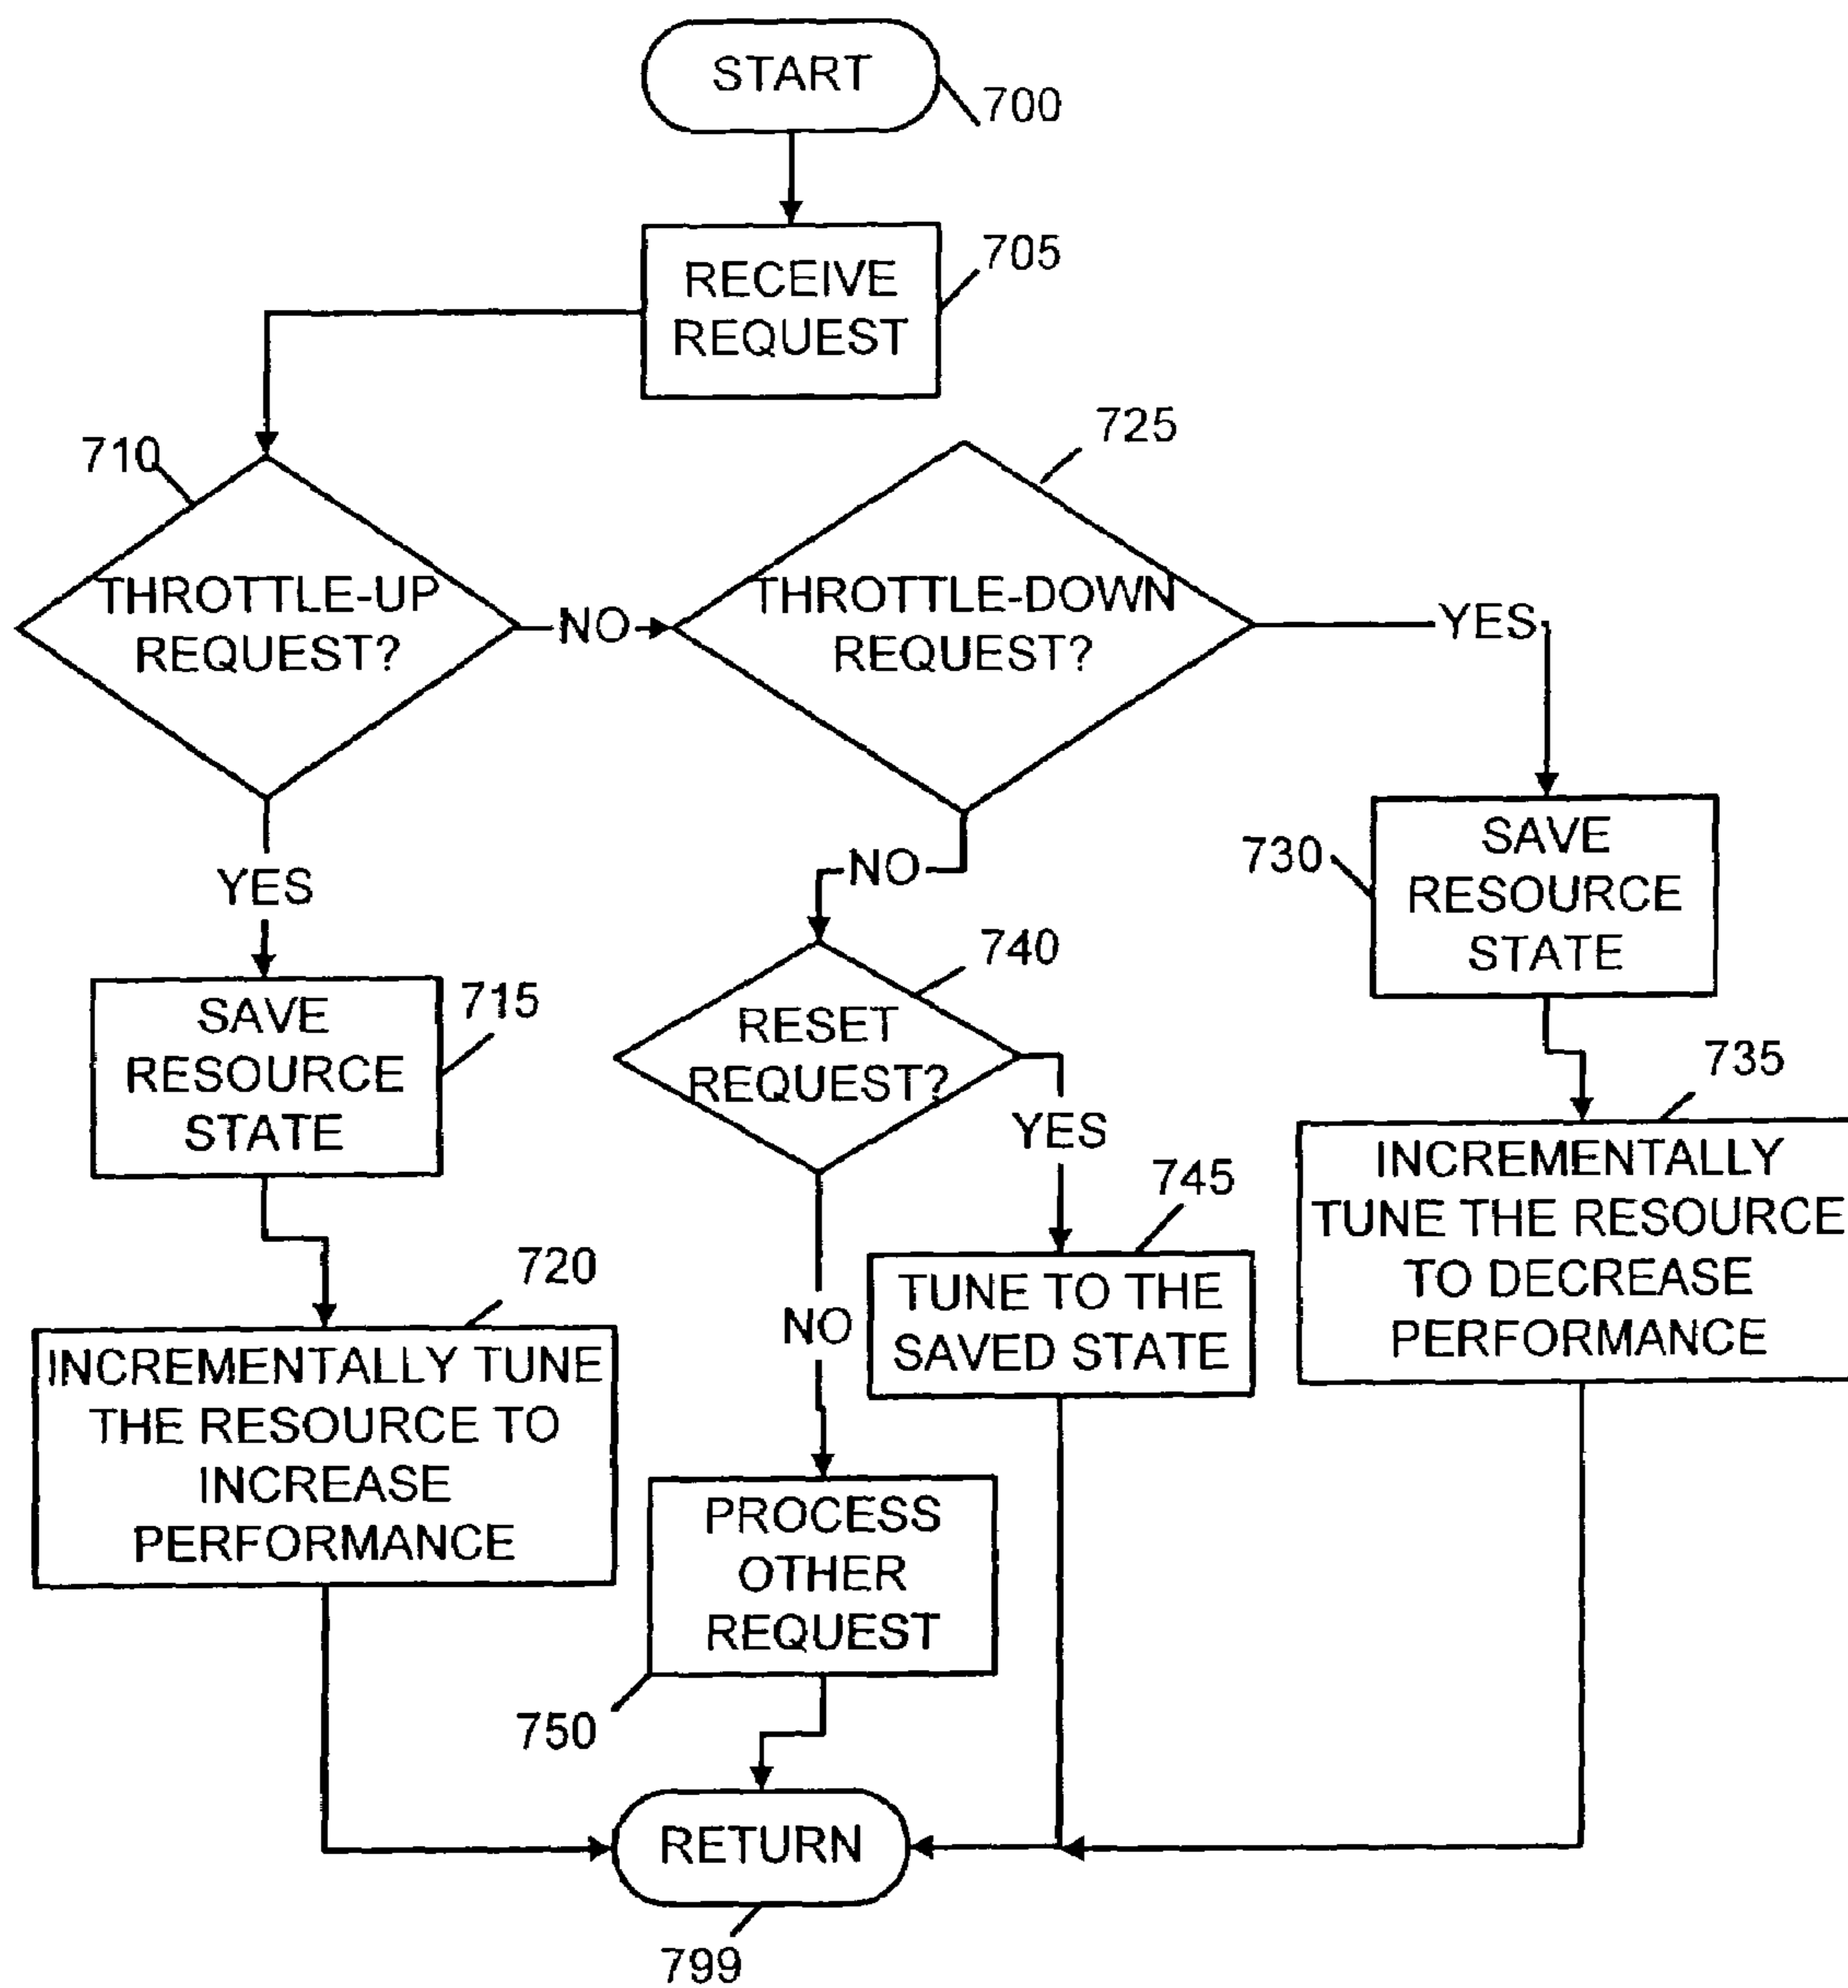 START
700
RECEIVE
REQUEST
705
710
THROTTLE-UP
REQUEST?
NO
725
THROTTLE-DOWN
REQUEST?
YES
YES
NO
730
SAVE
RESOURCE
STATE
715
SAVE
RESOURCE
STATE
740
RESET
REQUEST?
YES
NO
735
INCREMENTALLY
TUNE THE RESOURCE
TO DECREASE
PERFORMANCE
745
TUNE TO THE
SAVED STATE
720
INCREMENTALLY TUNE
THE RESOURCE TO
INCREASE
PERFORMANCE
PROCESS
OTHER
REQUEST
750
RETURN
799